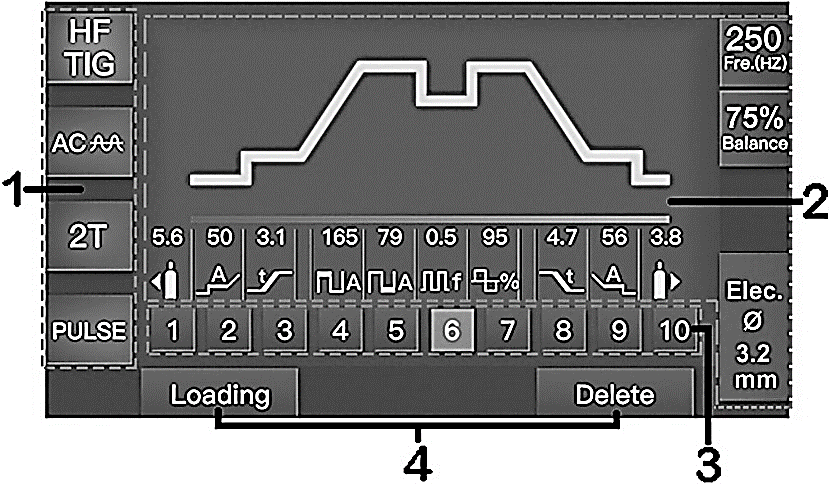 HF
TIG
250
Fre.(HZ)
75%
Balance
AC
1
2
2T
5.6 50 3.1 165 79 0.5 95 4.7 56 3.8
A t A A f % t A
PULSE
1 2 3 4 5 6 7 8 9 10
Elec.
Ø
3.2
mm
Loading Delete
4
3